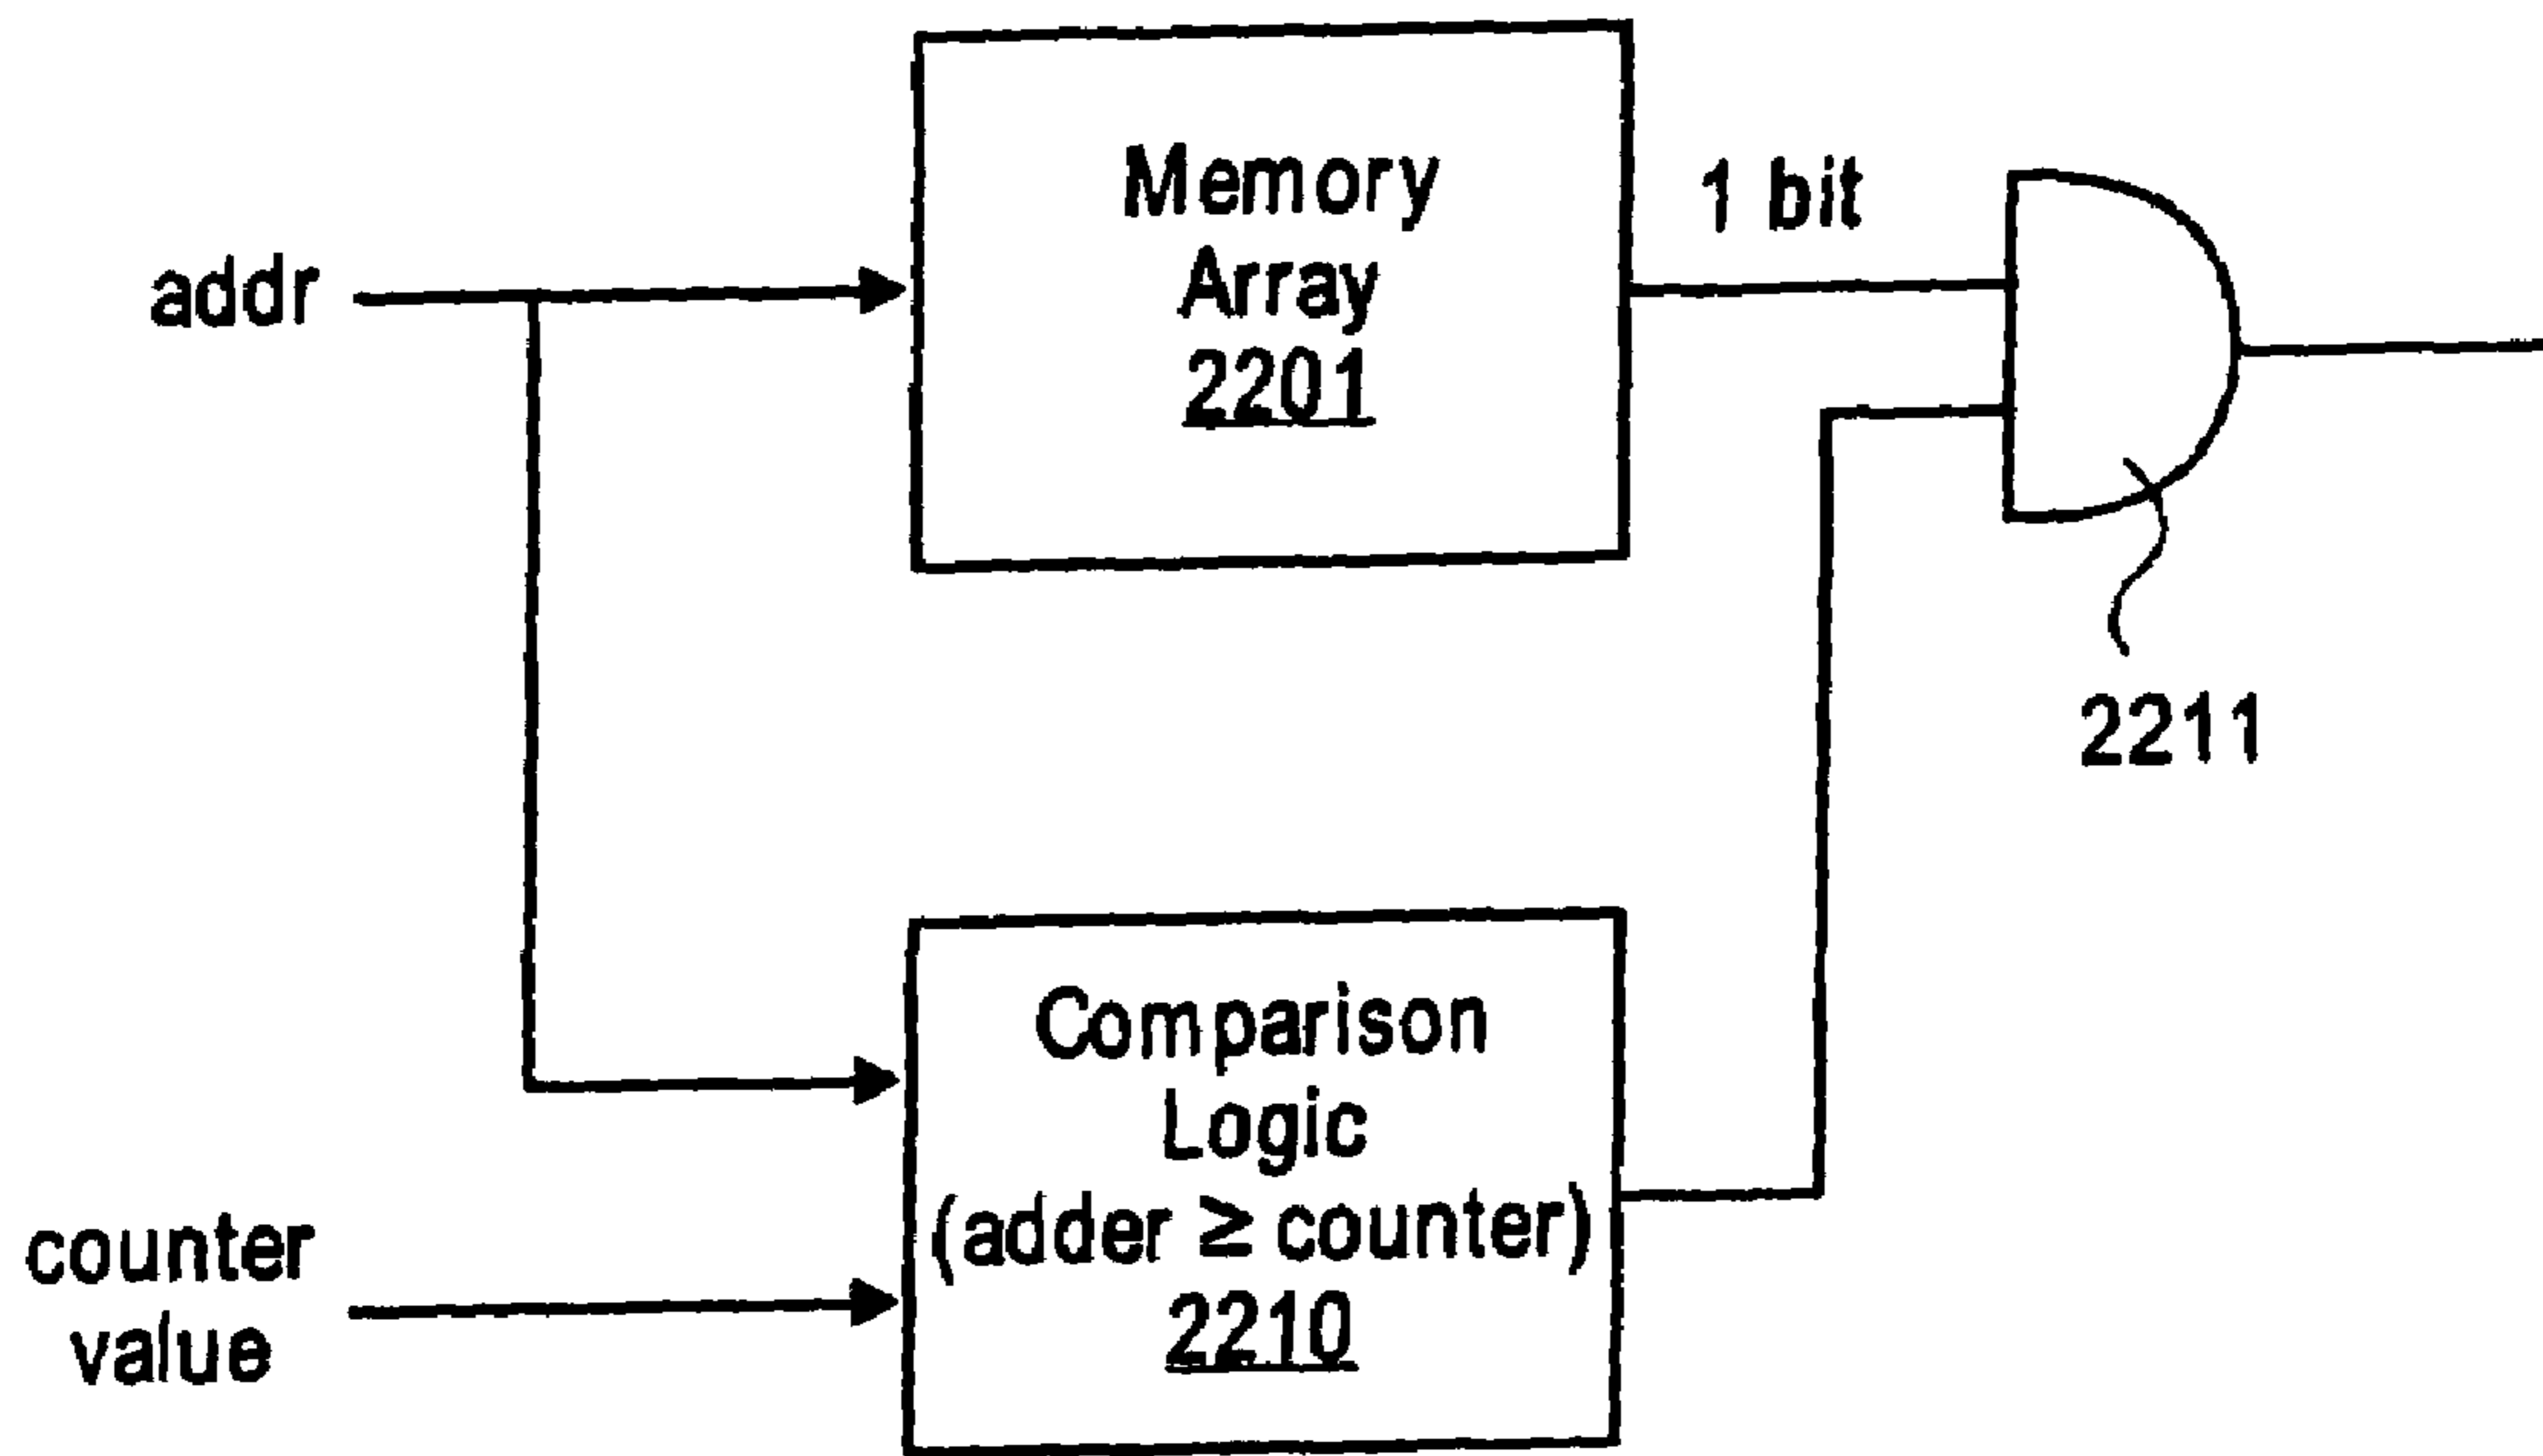 Memory
Array
2201
1 bit
addr
2211
Comparison
Logic
(adder ≥ counter)
2210
counter
value